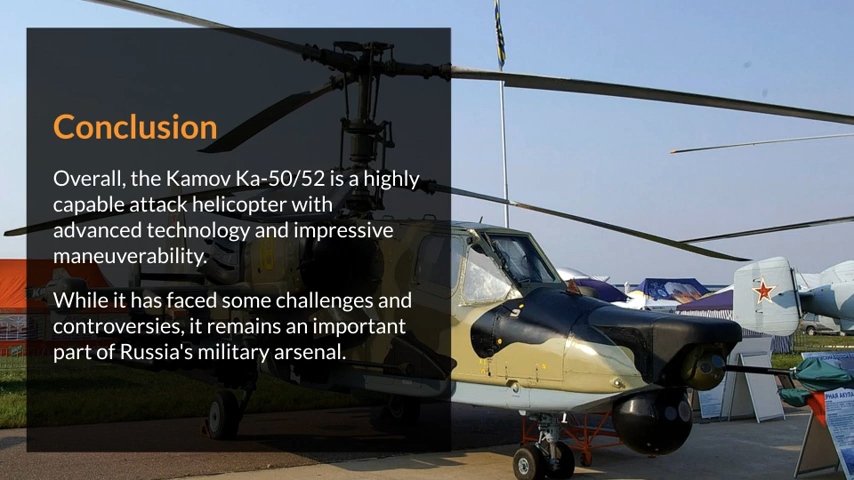 Conclusion
Overall, the Kamov Ka-50/52 is a highly
capable attack helicopter with
advanced technology and impressive
maneuverability.
While it has faced some challenges and
controversies, it remains an important
part of Russia's military arsenal.